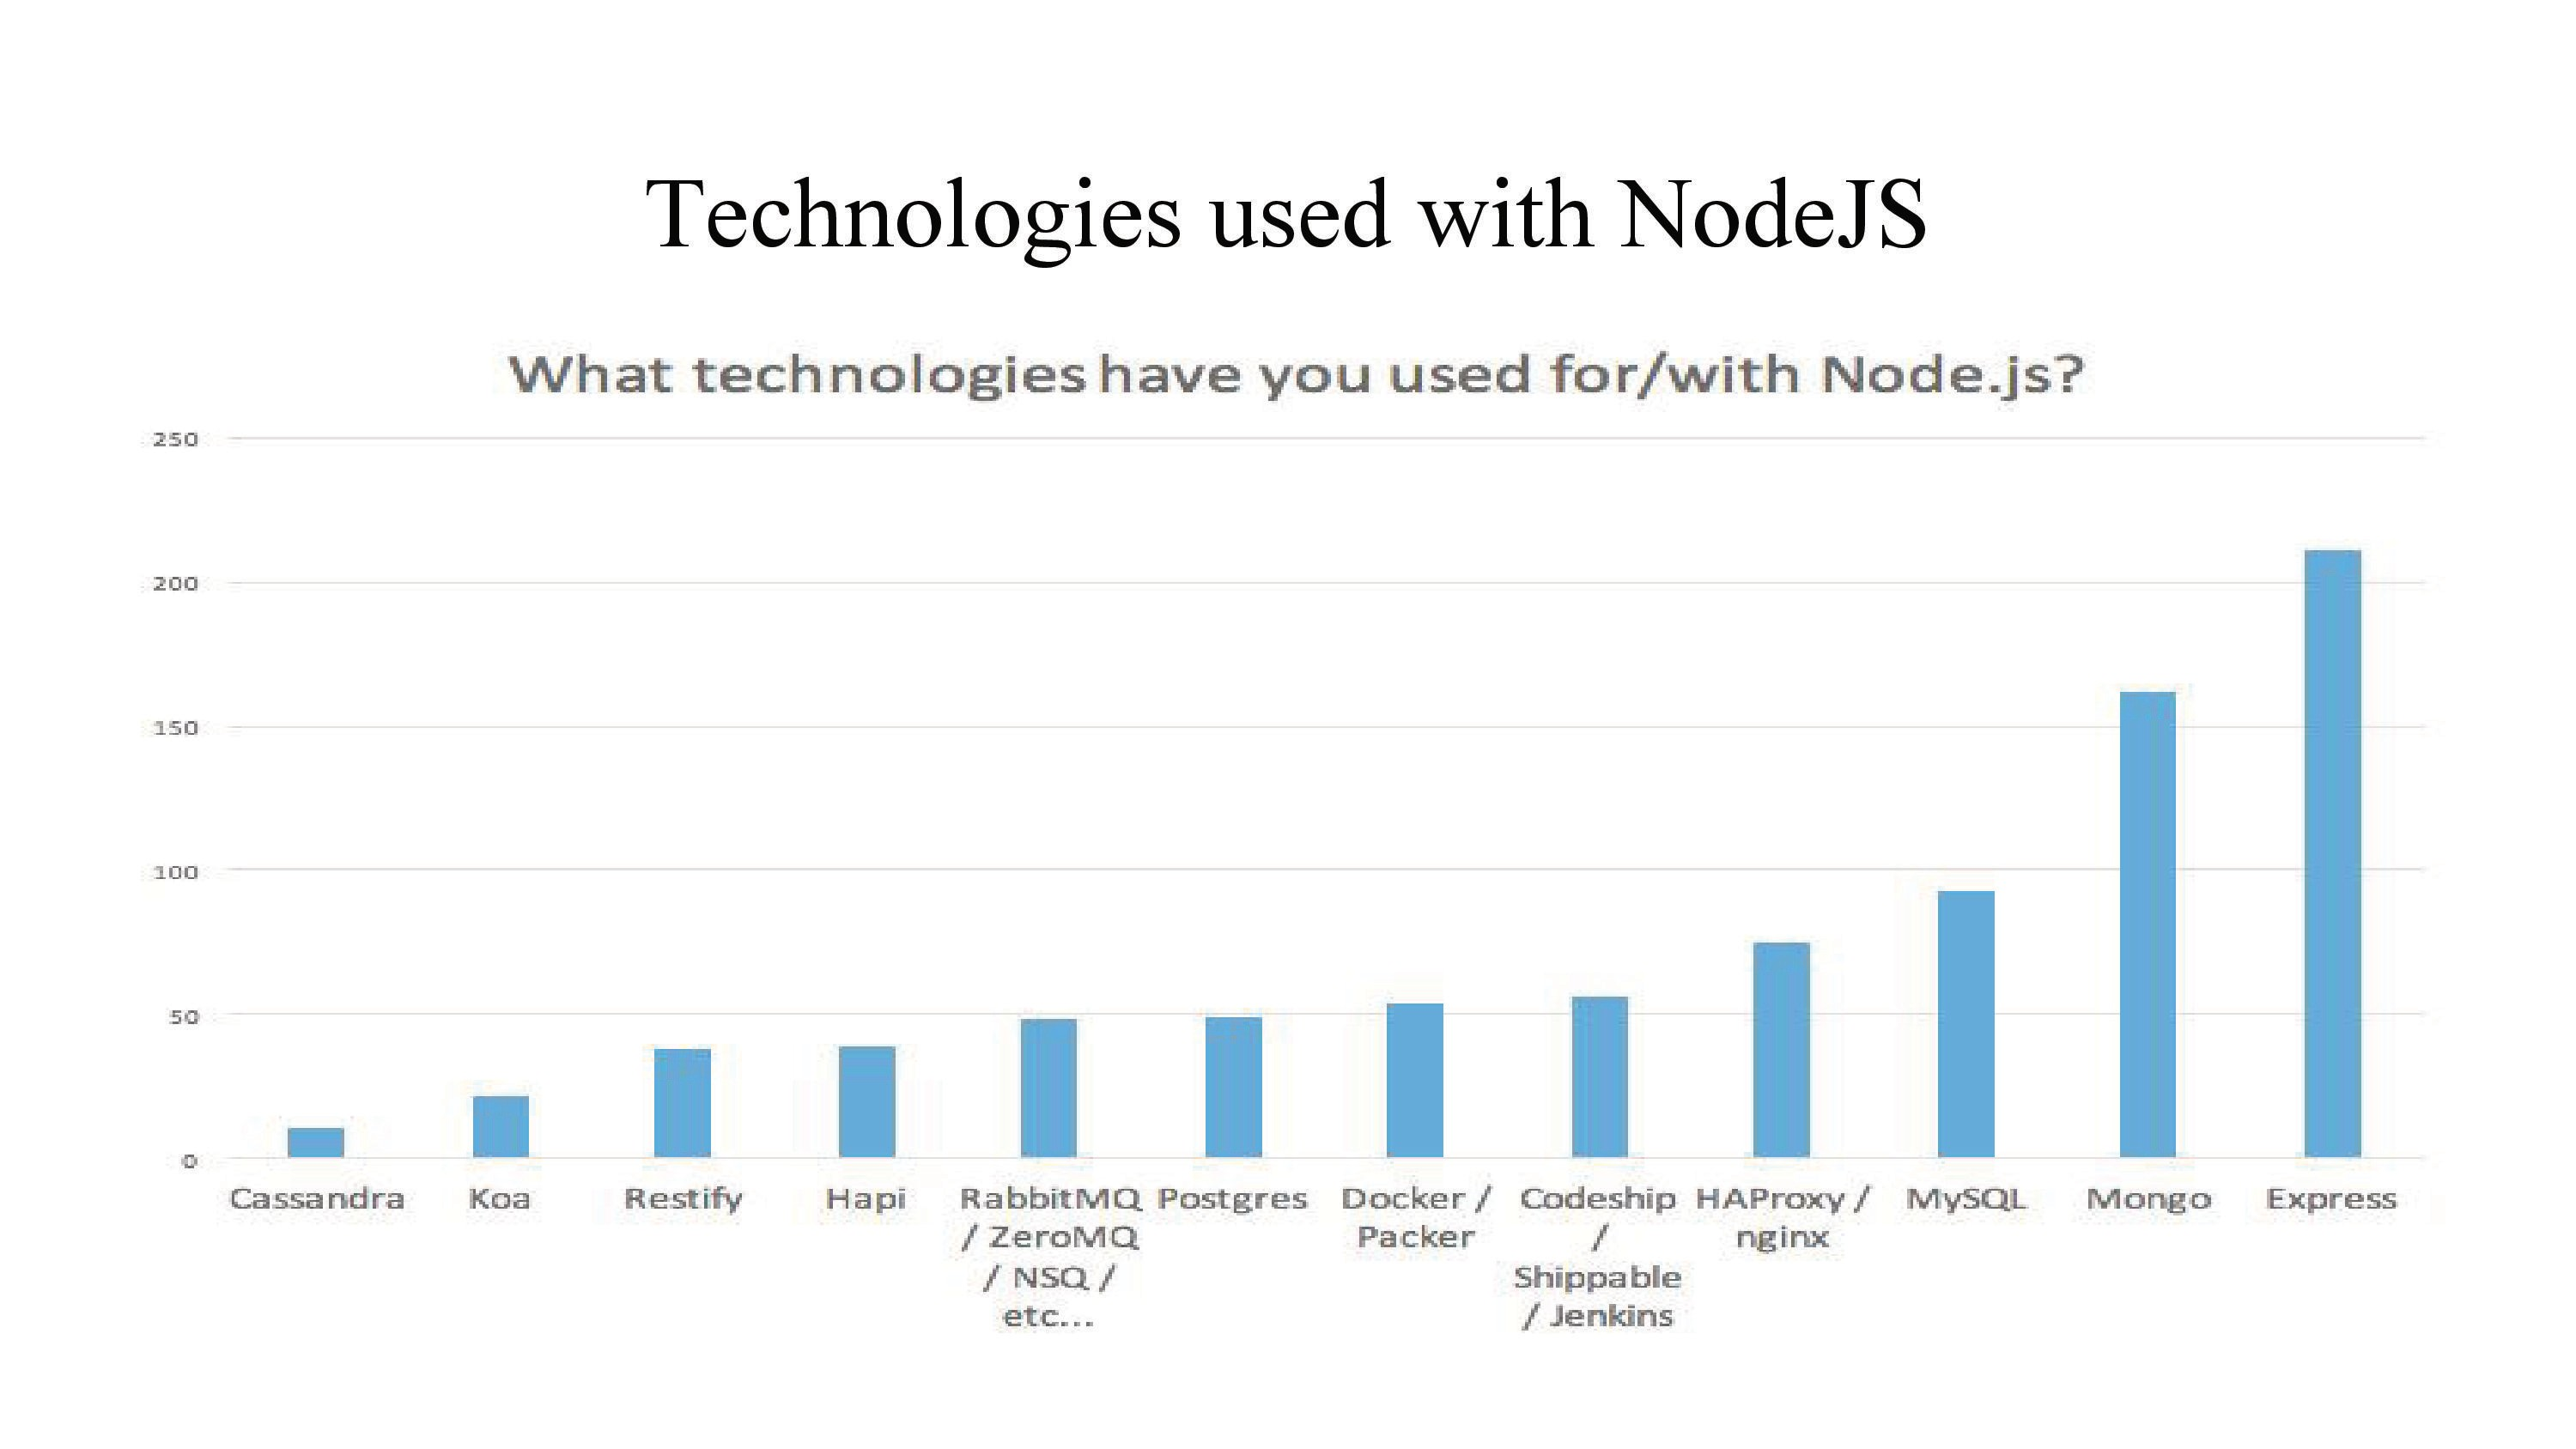 Technologies used with NodeJS
What technologies have you used for/with Node.js?
250
200
150
100
50
0
Cassandra
Koa
Restify
Hapi
RabbitMQ
/ ZeroMQ
/ NSQ /
etc...
Postgres
Docker /
Packer
Codeship
/
Shippable
/ Jenkins
HAProxy /
nginx
MySQL
Mongo
Express